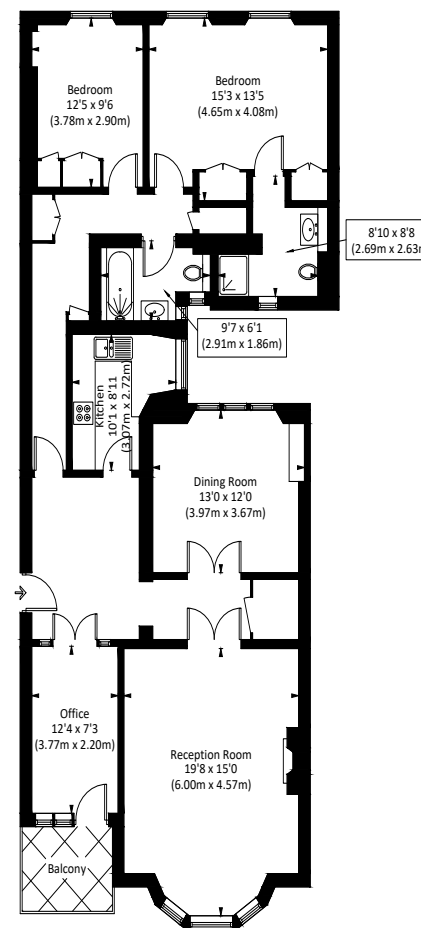 Bedroom
12'5 x 9'6
(3.78m x 2.90m)
Bedroom
15'3 x 13'5
(4.65m x 4.08m)
8'10 x 8'8
(2.69m x 2.63m
9'7 x 6'1
(2.91m x 1.86m)
Kitchen
10'1 x 8'11
(3.07m x 2.72m)
Dining Room
13'0 x 12'0
(3.97m x 3.67m)
Office
12'4 x 7'3
(3.77m x 2.20m)
Reception Room
19'8 x 15'0
(6.00m x 4.57m)
Balcony